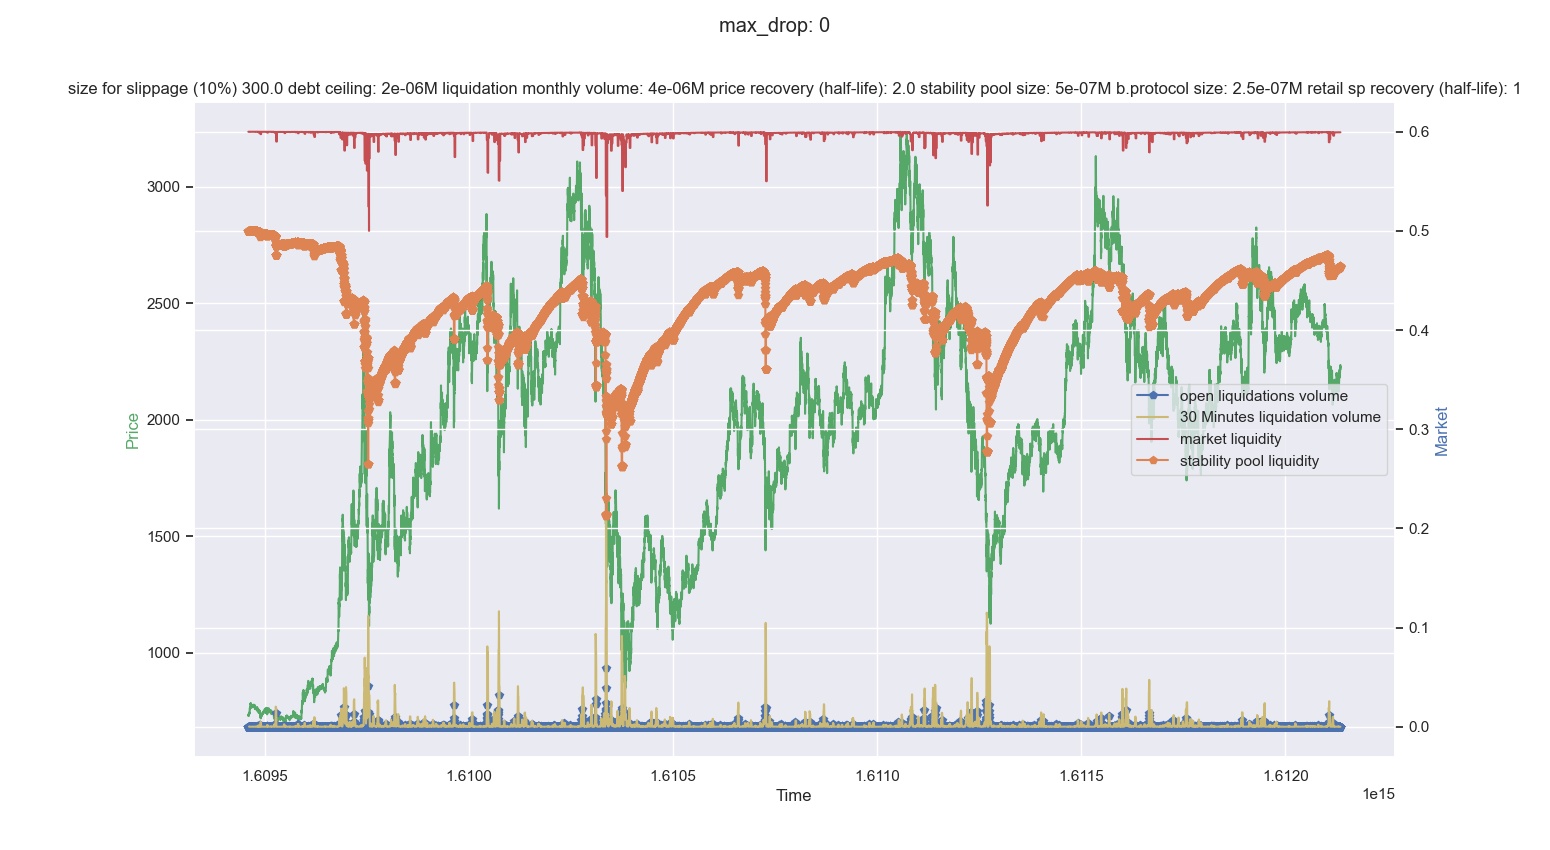 max_drop: 0
size for slippage (10%) 300.0 debt ceiling: 2e-06M liquidation monthly volume: 4e-06M price recovery (half-life): 2.0 stability pool size: 5e-07M b.protocol size: 2.5e-07M retail sp recovery (half-life): 1
3000
2500
2000
1500
1000
Price
0.6
0.5
0.4
0.3
0.2
0.1
0.0
Market
open liquidations volume
30 Minutes liquidation volume
market liquidity
stability pool liquidity
1.6095 1.6100 1.6105 1.6110 1.6115 1.6120
Time
1e15